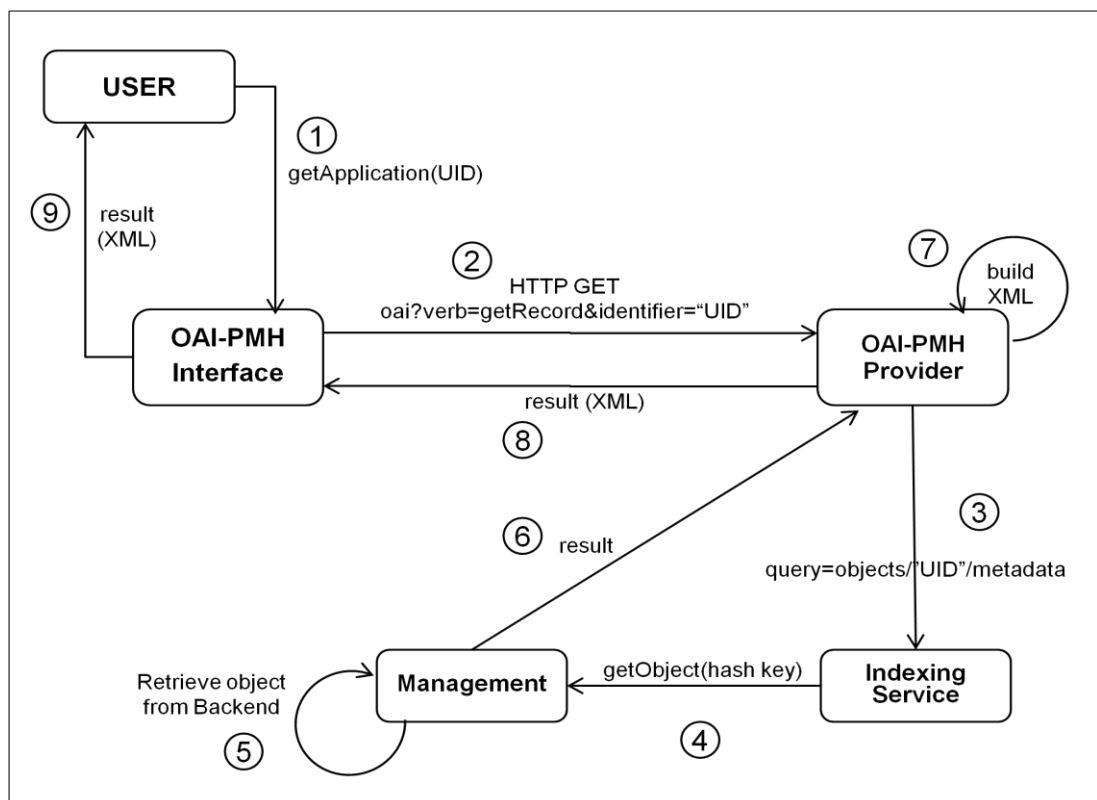 USER
1
getApplication(UID)
9
result
(XML)
2
HTTP GET
oai?verb=getRecord&identifier=“UID”
7
build
XML
OAI-PMH
Interface
OAI-PMH
Provider
result (XML)
8
6
result
3
query=objects/”UID”/metadata
Retrieve object
from Backend
5
Management
getObject(hash key)
4
Indexing
Service